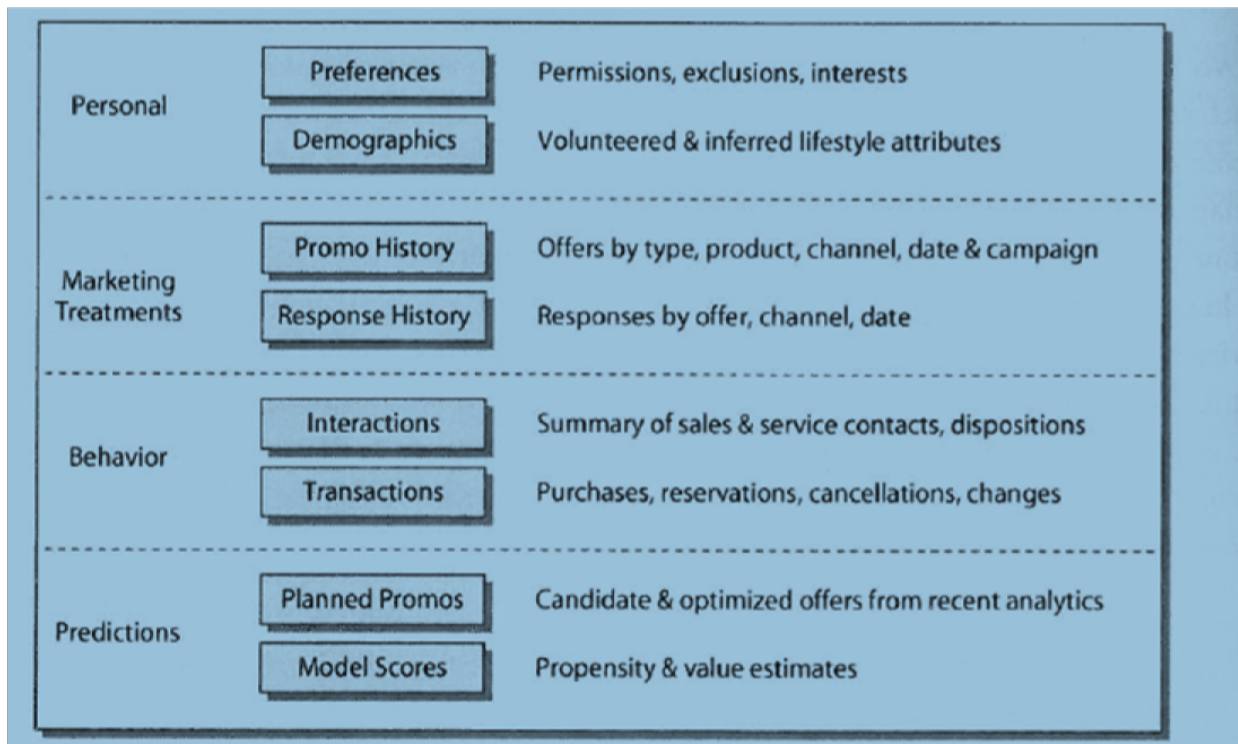 Personal
Preferences
Permissions, exclusions, interests
Demographics
Volunteered & inferred lifestyle attributes
Marketing
Treatments
Promo History
Offers by type, product, channel, date & campaign
Response History
Responses by offer, channel, date
Behavior
Interactions
Summary of sales & service contacts, dispositions
Transactions
Purchases, reservations, cancellations, changes
Predictions
Planned Promos
Candidate & optimized offers from recent analytics
Model Scores
Propensity & value estimates